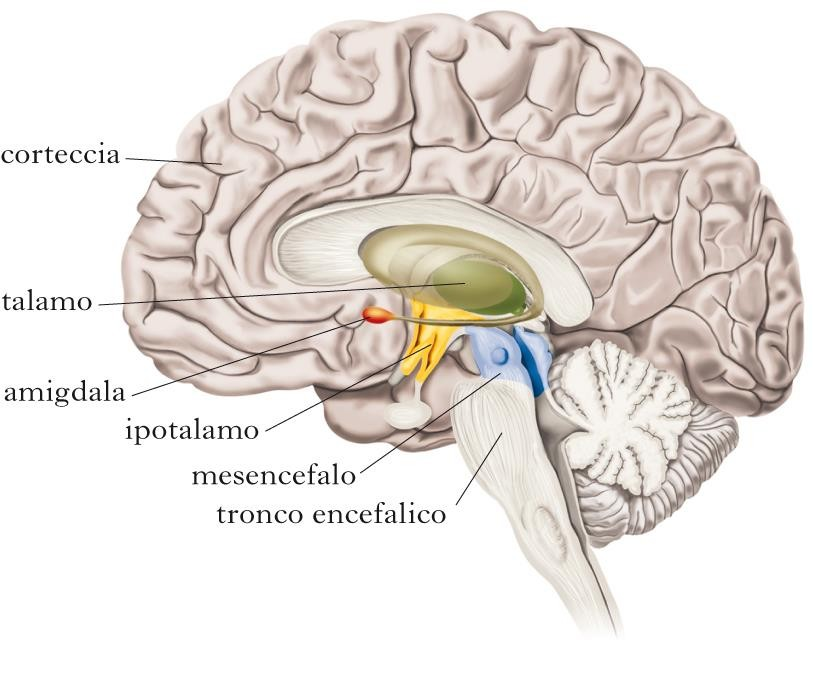 corteccia
talamo
amigdala
ipotalamo
mesencefalo
tronco encefalico